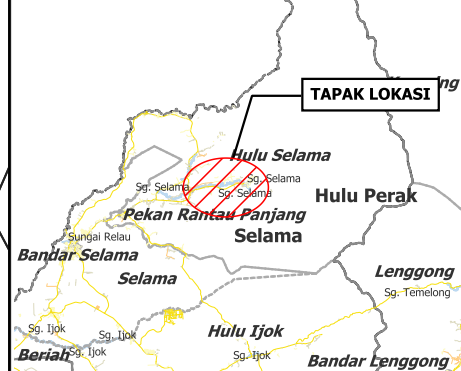 TAPAK LOKASI
Hulu Selama
Sg. Selama
Sg. Selama
Sg. Selama
Hulu Perak
Pekan Rantau Panjang
Selama
Sungai Relau
Bandar Selama
Selama
Lenggong
Sg. Temelong
Sg. Ijok
Sg. Ijok
Hulu Ijok
Beriah
Sg. Ijok
Sg. Ijok
Bandar Lenggong